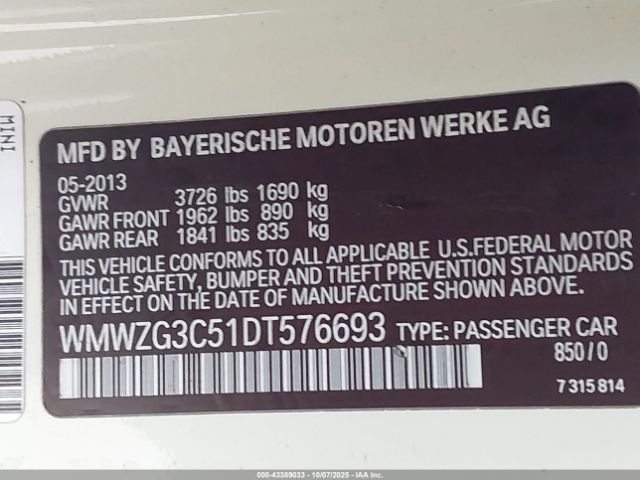 MINI
MFD BY BAYERISCHE MOTOREN WERKE AG
05-2013
GVWR 3726 lbs 1690 kg
GAWR FRONT 1962 lbs 890 kg
GAWR REAR 1841 lbs 835 kg
THIS VEHICLE CONFORMS TO ALL APPLICABLE U.S.FEDERAL MOTOR
VEHICLE SAFETY, BUMPER AND THEFT PREVENTION STANDARDS
IN EFFECT ON THE DATE OF MANUFACTURE SHOWN ABOVE.
WMWZG3C51DT576693 TYPE: PASSENGER CAR
850/0
7 315 814
000-43389033 - 10/07/2025 - IAA Inc.